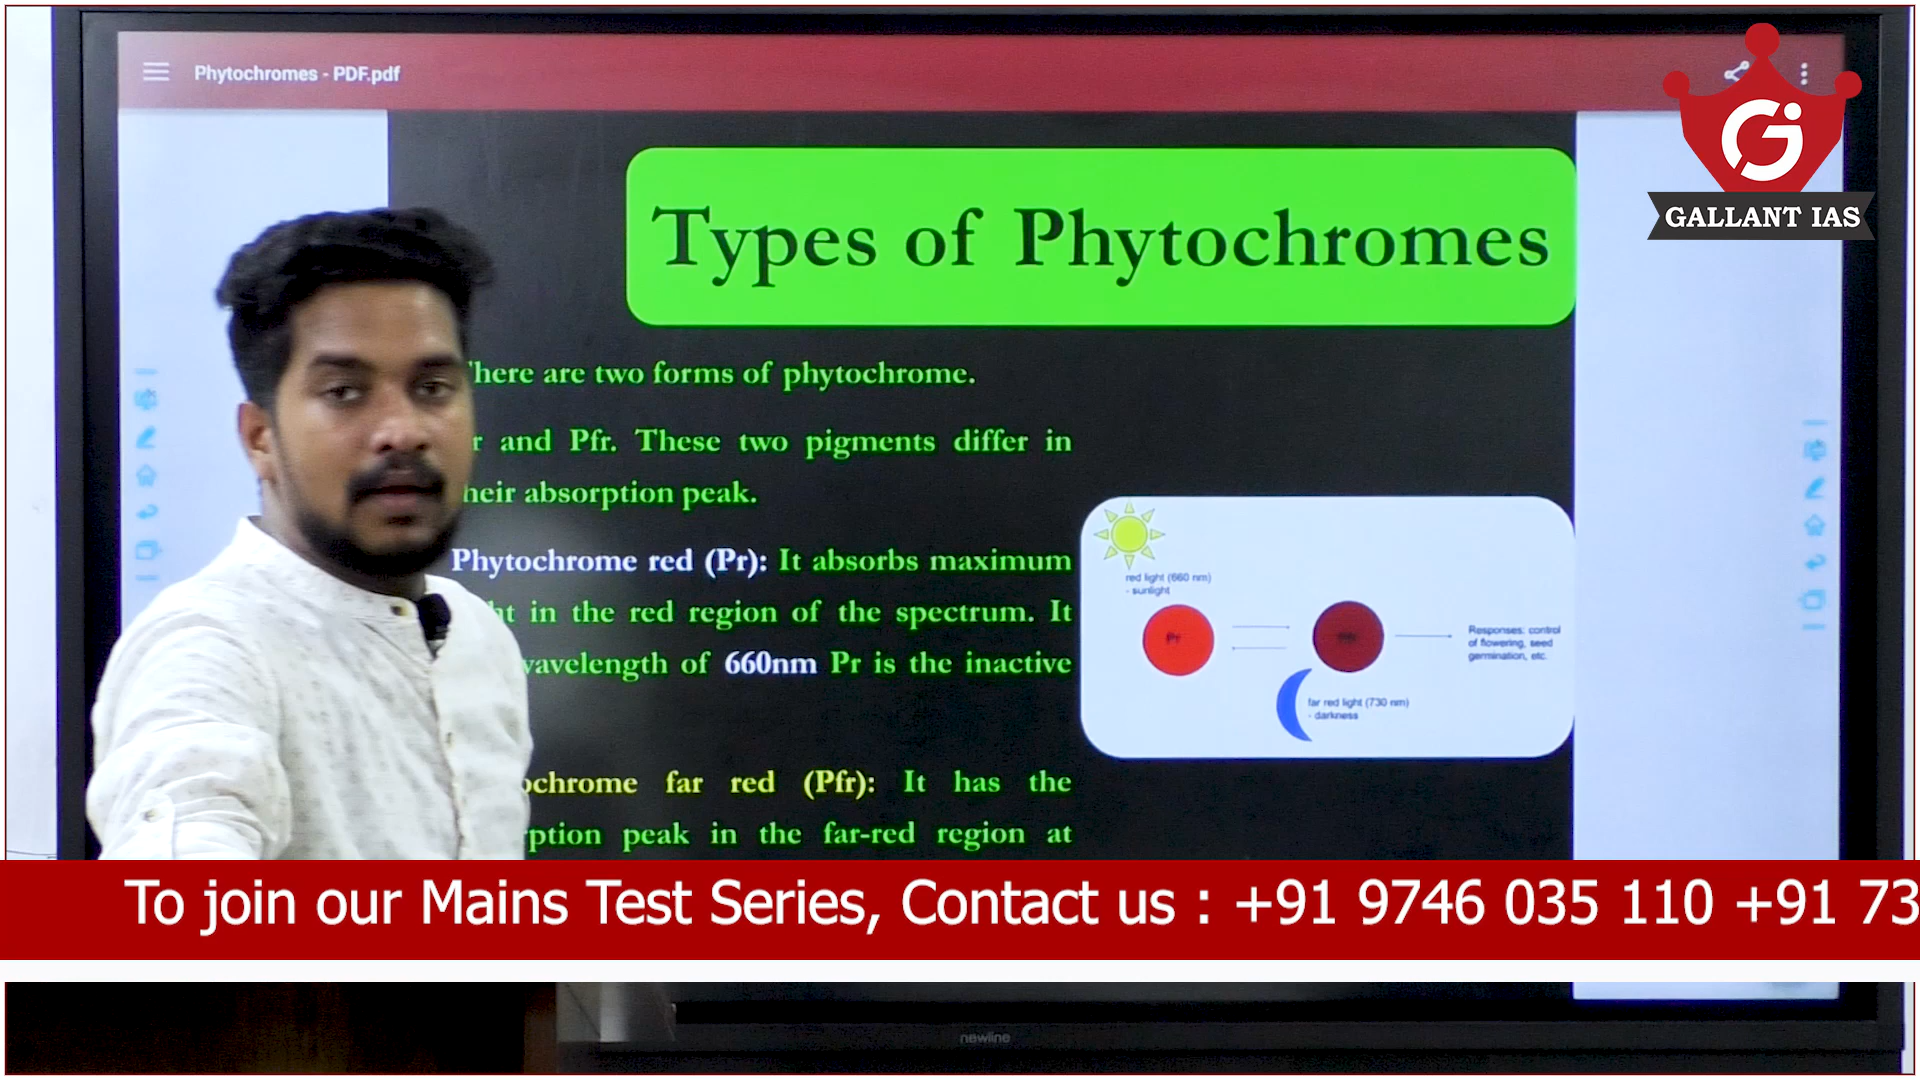 Phytochromes - PDF.pdf
GALLANT IAS
Types of Phytochromes
here are two forms of phytochrome.
r and Pfr. These two pigments differ in
heir absorption peak.
Phytochrome red (Pr): It absorbs maximum
ht in the red region of the spectrum. It
wavelength of 660nm Pr is the inactive
ochrome far red (Pfr): It has the
rption peak in the far-red region at
red light (660 nm)
- sunlight
Pr
Responses: control
of flowering, seed
germination, etc.
far red light (730 nm)
- darkness
To join our Mains Test Series, Contact us : +91 9746 035 110 +91 73
newline